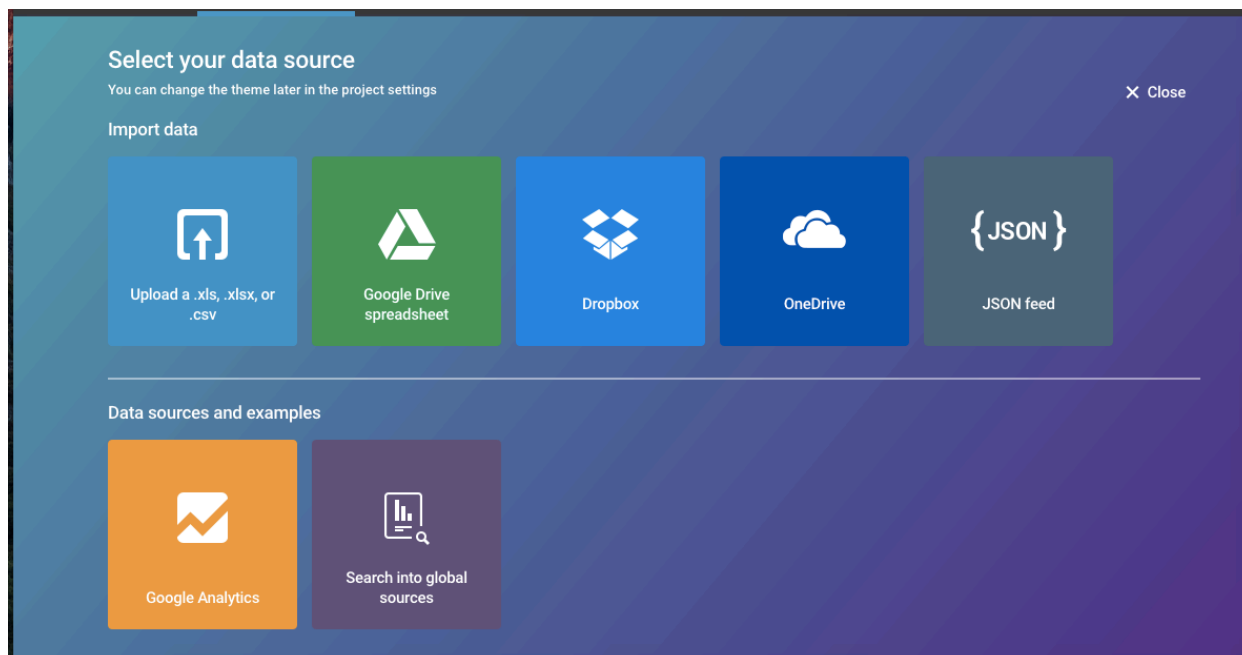 Select your data source
You can change the theme later in the project settings
Close
Import data
Upload a .xls, .xlsx, or
.csv
Google Drive
spreadsheet
Dropbox
OneDrive
{JSON}
JSON feed
Data sources and examples
Google Analytics
Search into global
sources